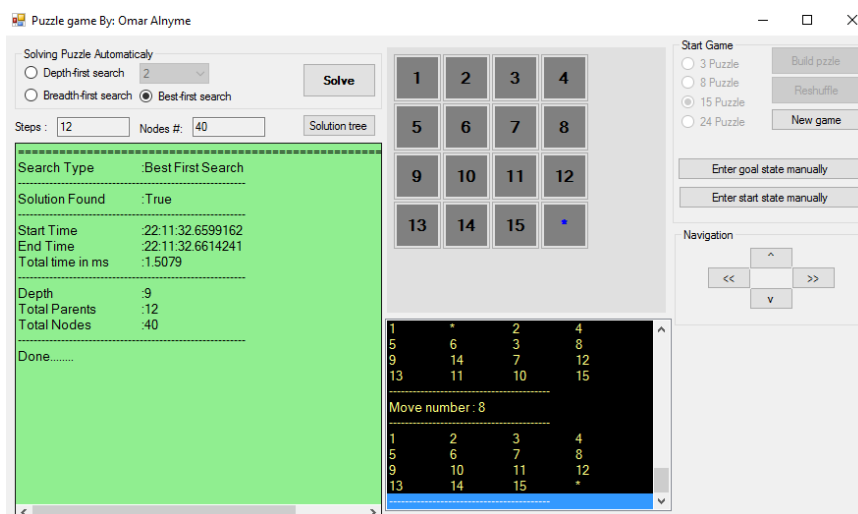 Puzzle game By: Omar Alnyme
Solving Puzzle Automaticaly
Depth-first search 2
Breadth-first search Best-first search
Solve
Steps : 12 Nodes #: 40 Solution tree
==================================================
Search Type :Best First Search
--------------------------------------------------
Solution Found :True
--------------------------------------------------
Start Time :22:11:32.6599162
End Time :22:11:32.6614241
Total time in ms :1.5079
--------------------------------------------------
Depth :9
Total Parents :12
Total Nodes :40
--------------------------------------------------
Done........
1 2 3 4
5 6 7 8
9 10 11 12
13 14 15 *
1 * 2 4
5 6 3 8
9 14 7 12
13 11 10 15
--------------------------------------------------
Move number : 8
--------------------------------------------------
1 2 3 4
5 6 7 8
9 10 11 12
13 14 15 *
--------------------------------------------------
Start Game
3 Puzzle
8 Puzzle
15 Puzzle
24 Puzzle
Build pzzle
Reshuffle
New game
Enter goal state manually
Enter start state manually
Navigation
^
<< >>
v